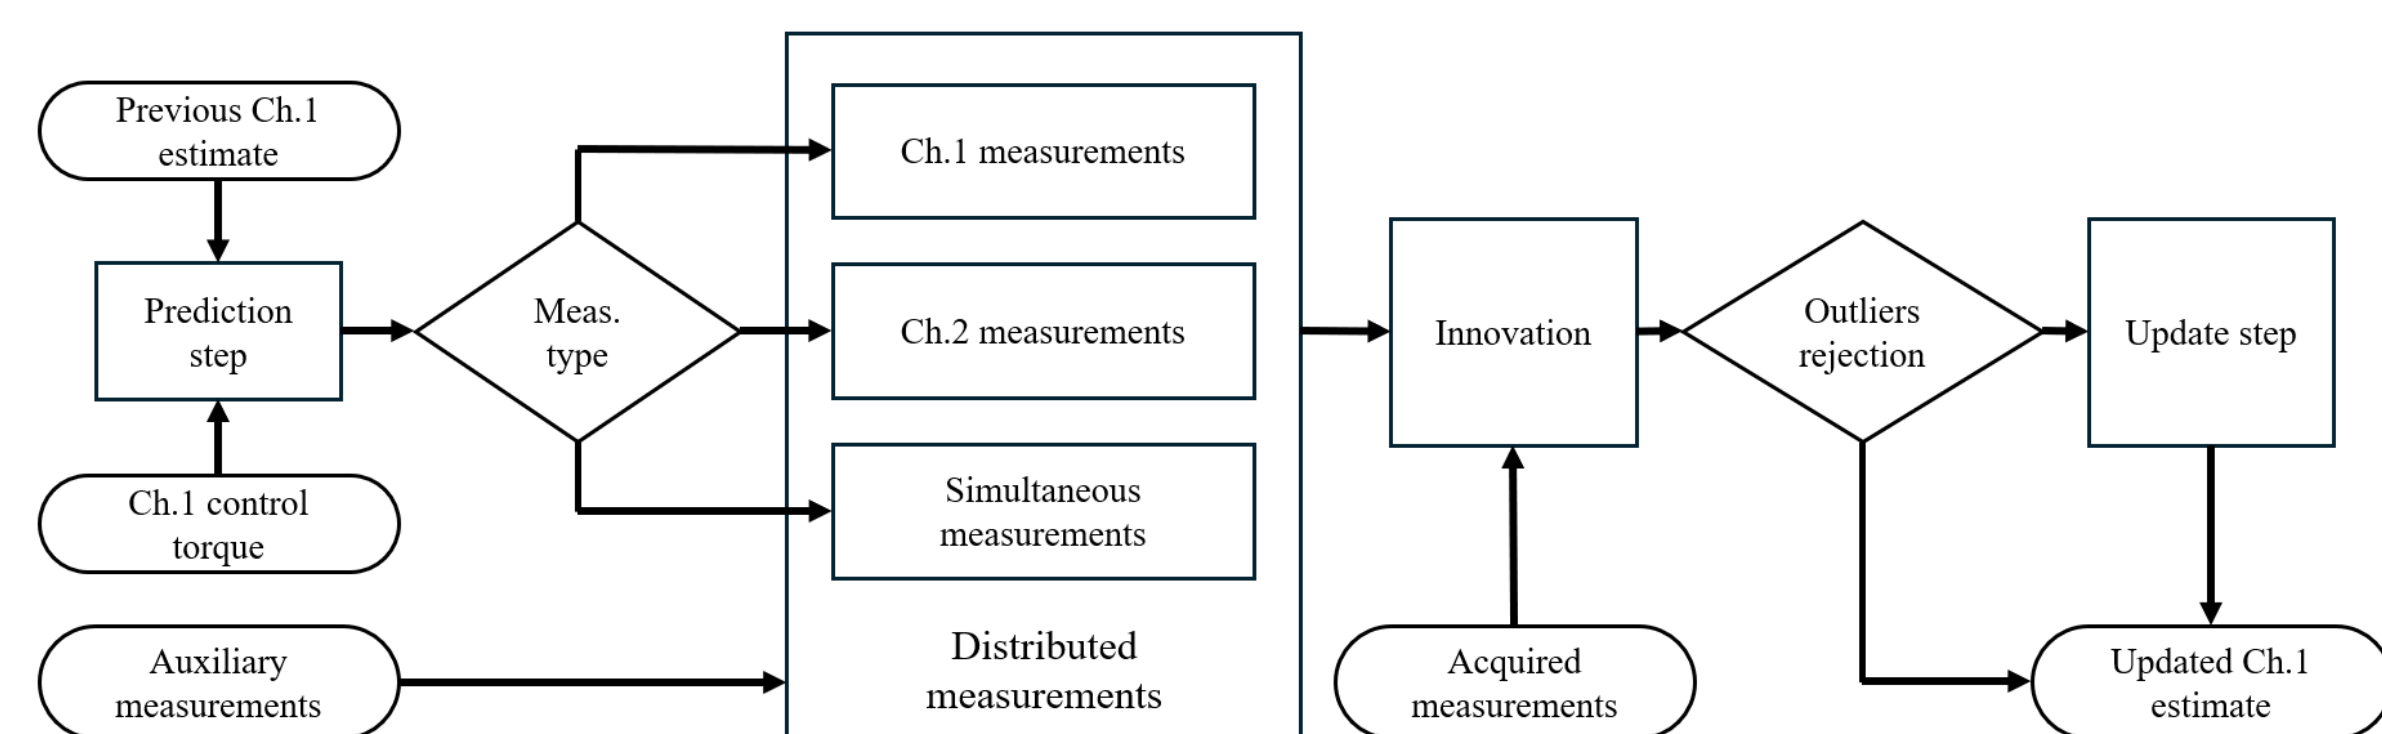 Previous Ch.1
estimate
Prediction
step
Ch.1 control
torque
Auxiliary
measurements
Meas.
type
Ch.1 measurements
Ch.2 measurements
Simultaneous
measurements
Distributed
measurements
Innovation
Acquired
measurements
Outliers
rejection
Update step
Updated Ch.1
estimate